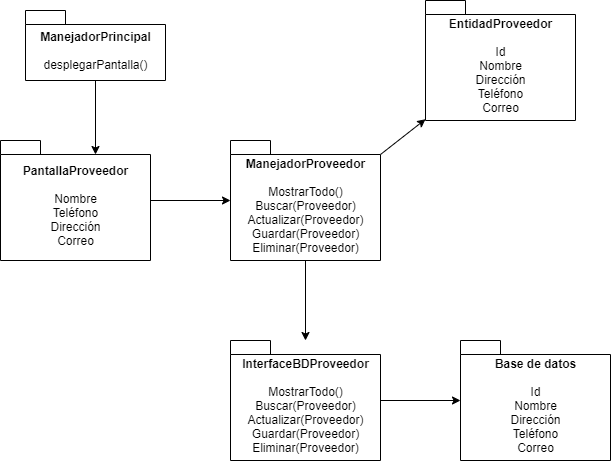 ManejadorPrincipal
desplegarPantalla()
EntidadProveedor
Id
Nombre
Dirección
Teléfono
Correo
PantallaProveedor
Nombre
Teléfono
Dirección
Correo
ManejadorProveedor
MostrarTodo()
Buscar(Proveedor)
Actualizar(Proveedor)
Guardar(Proveedor)
Eliminar(Proveedor)
InterfaceBDProveedor
MostrarTodo()
Buscar(Proveedor)
Actualizar(Proveedor)
Guardar(Proveedor)
Eliminar(Proveedor)
Base de datos
Id
Nombre
Dirección
Teléfono
Correo